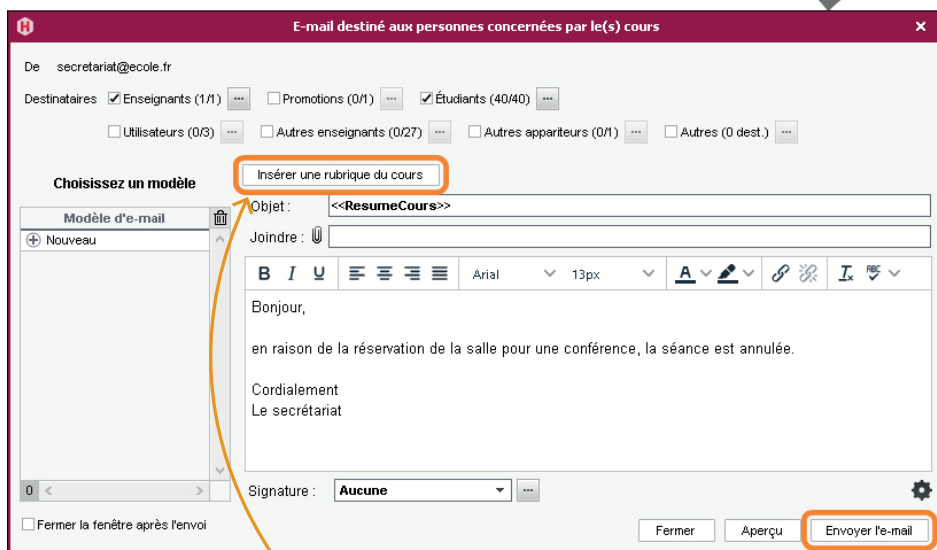 E-mail destiné aux personnes concernées par le(s) cours
De secretariat@ecole.fr
Destinataires Enseignants (1/1) ... Promotions (0/1) ... Étudiants (40/40) ...
Utilisateurs (0/3) ... Autres enseignants (0/27) ... Autres appariteurs (0/1) ... Autres (0 dest.) ...
Choisissez un modèle
Insérer une rubrique du cours
Modèle d'e-mail
Nouveau
Objet : <<ResumeCours>>
Joindre :
B I U Arial 13px A Tx ABC
Bonjour,
en raison de la réservation de la salle pour une conférence, la séance est annulée.
Cordialement
Le secrétariat
0 < >
Signature : Aucune ...
Fermer la fenêtre après l'envoi
Fermer Aperçu Envoyer l'e-mail